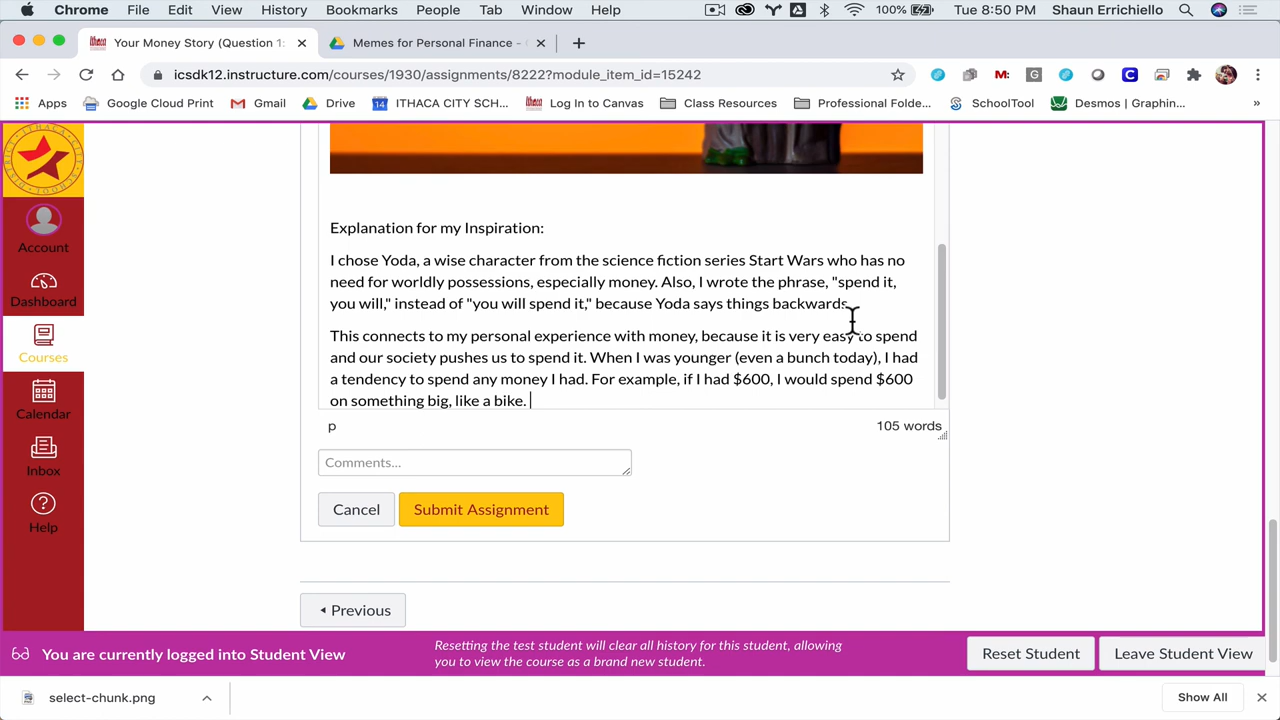 Chrome File Edit View History Bookmarks People Tab Window Help 100% Tue 8:50 PM Shaun Errichiello
Your Money Story (Question 1: Memes for Personal Finance -
icsdk12.instructure.com/courses/1930/assignments/8222?module_item_id=15242
Apps Google Cloud Print Gmail Drive ITHACA CITY SCH... Log In to Canvas Class Resources Professional Folde... SchoolTool Desmos | Graphin... »
Account
Dashboard
Courses
Calendar
Inbox
Help
Explanation for my Inspiration:
I chose Yoda, a wise character from the science fiction series Start Wars who has no
need for worldly possessions, especially money. Also, I wrote the phrase, "spend it,
you will," instead of "you will spend it," because Yoda says things backwards.
This connects to my personal experience with money, because it is very easy to spend
and our society pushes us to spend it. When I was younger (even a bunch today), I had
a tendency to spend any money I had. For example, if I had $600, I would spend $600
on something big, like a bike.
p 105 words
Comments...
Cancel Submit Assignment
Previous
You are currently logged into Student View
Resetting the test student will clear all history for this student, allowing
you to view the course as a brand new student.
Reset Student Leave Student View
select-chunk.png Show All